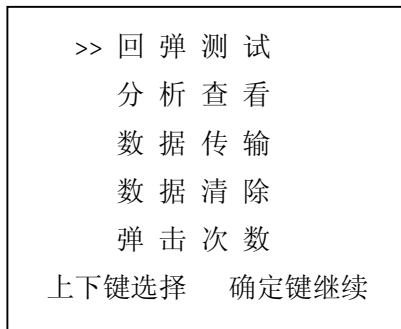 >> 回 弹 测 试
分 析 查 看
数 据 传 输
数 据 清 除
弹 击 次 数
上下键选择 确定键继续